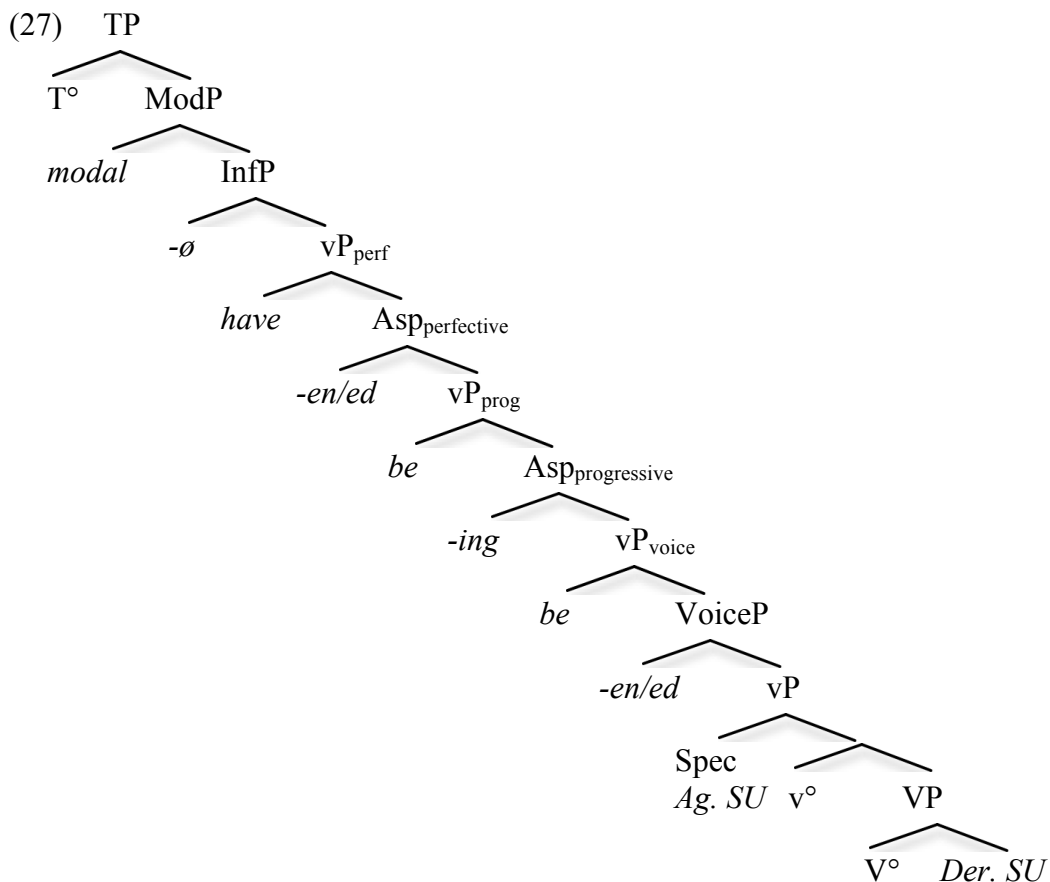 (27) TP
T° ModP
modal InfP
-ø vPperf
have Aspperfective
-en/ed vPprog
be Aspprogressive
-ing vPvoice
be VoiceP
-en/ed vP
Spec
Ag. SU v° VP
V° Der. SU